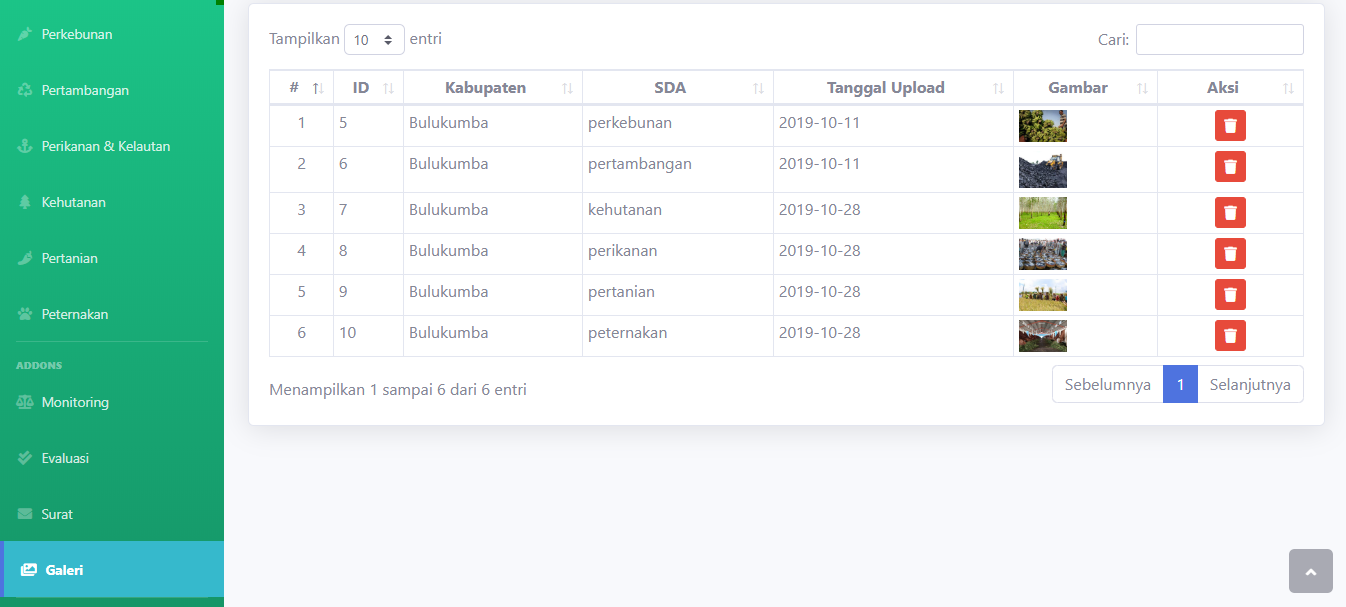 Perkebunan
Pertambangan
Perikanan & Kelautan
Kehutanan
Pertanian
Peternakan
ADDONS
Monitoring
Evaluasi
Surat
Galeri
Tampilkan 10 entri
Cari:
# ID Kabupaten SDA Tanggal Upload Gambar Aksi
1 5 Bulukumba perkebunan 2019-10-11
2 6 Bulukumba pertambangan 2019-10-11
3 7 Bulukumba kehutanan 2019-10-28
4 8 Bulukumba perikanan 2019-10-28
5 9 Bulukumba pertanian 2019-10-28
6 10 Bulukumba peternakan 2019-10-28
Menampilkan 1 sampai 6 dari 6 entri
Sebelumnya 1 Selanjutnya